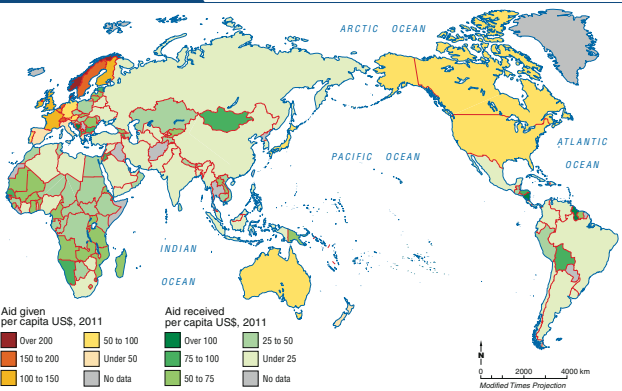 ARCTIC OCEAN
PACIFIC OCEAN
ATLANTIC
OCEAN
INDIAN
OCEAN
Aid given
per capita US$, 2011
Over 200
150 to 200
100 to 150
50 to 100
Under 50
No data
Aid received
per capita US$, 2011
Over 100
75 to 100
50 to 75
25 to 50
Under 25
No data
N
0 2000 4000 km
Modified Times Projection